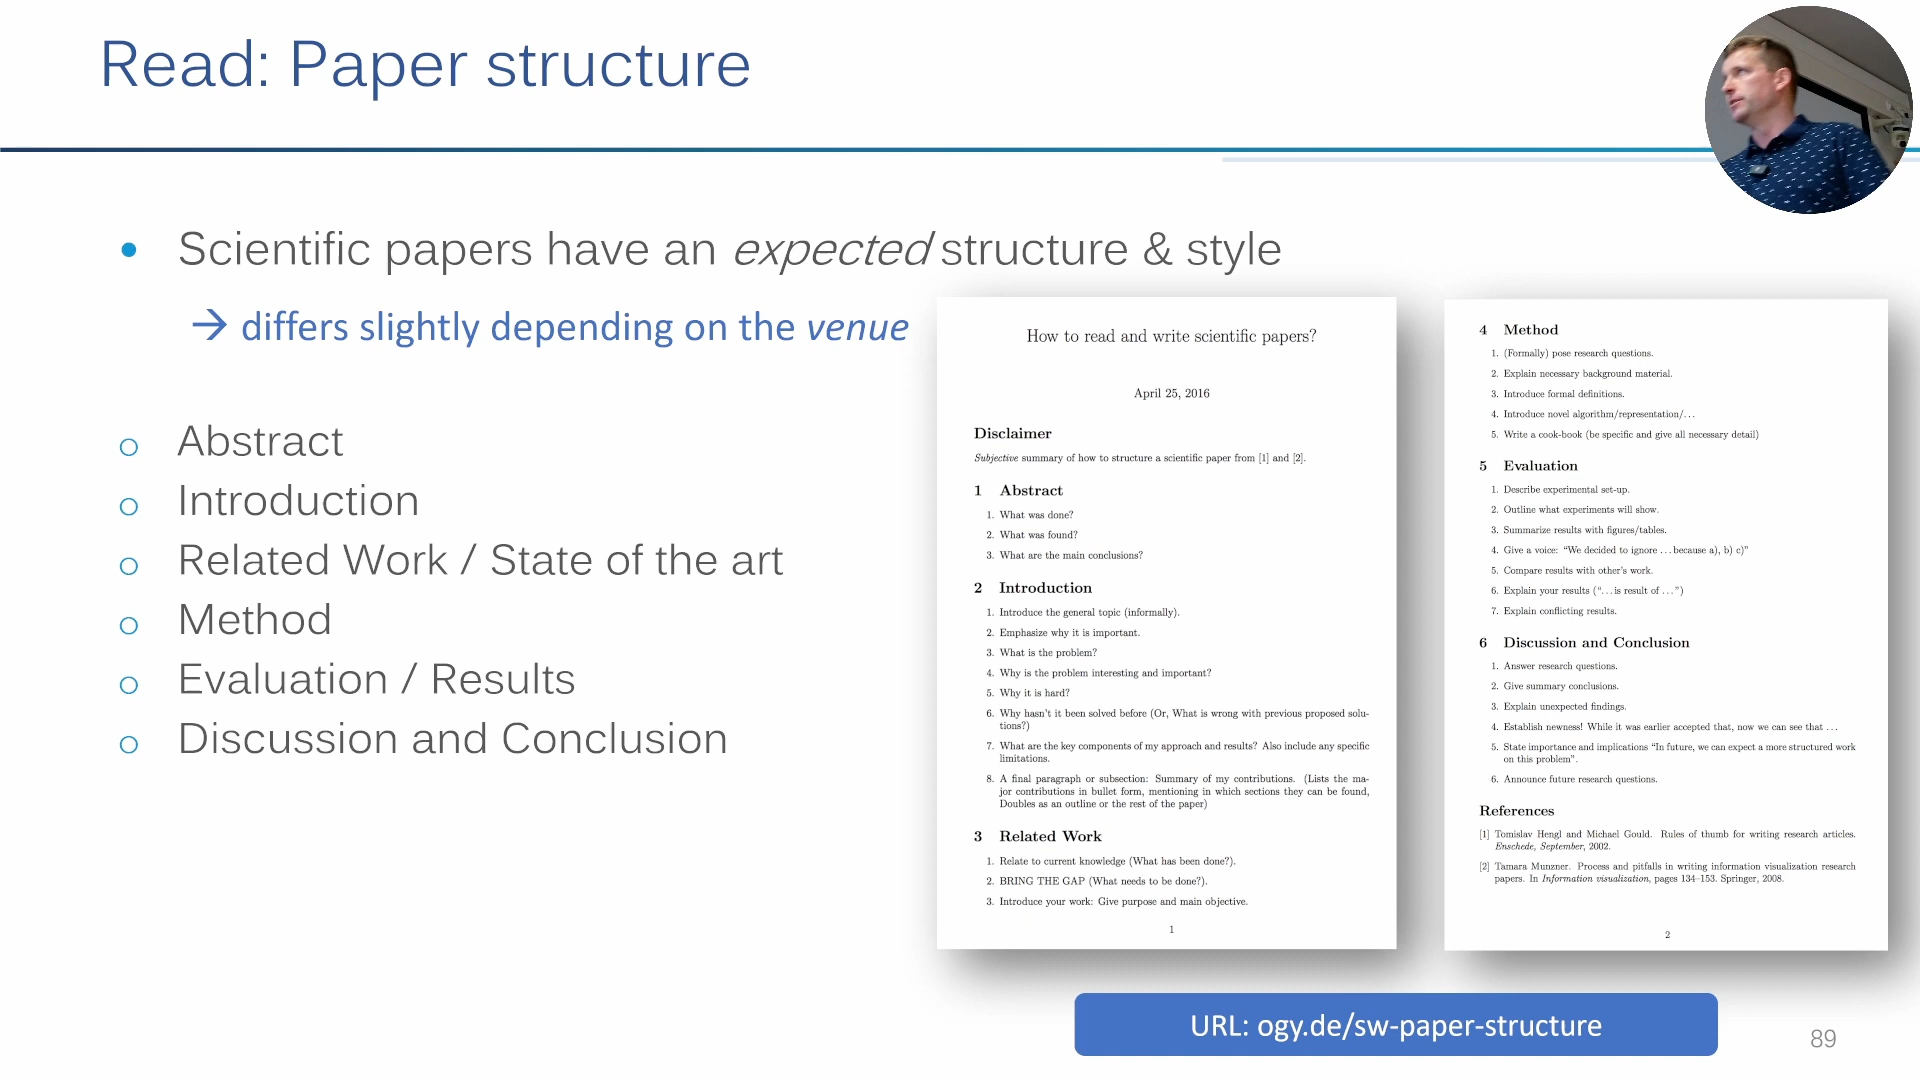 Read: Paper structure
• Scientific papers have an expected structure & style
→ differs slightly depending on the venue
o Abstract
o Introduction
o Related Work / State of the art
o Method
o Evaluation / Results
o Discussion and Conclusion
How to read and write scientific papers?
April 25, 2016
Disclaimer
Subjective summary of how to structure a scientific paper from [1] and [2].
1 Abstract
1. What was done?
2. What was found?
3. What are the main conclusions?
2 Introduction
1. Introduce the general topic (informally).
2. Emphasize why it is important.
3. What is the problem?
4. Why is the problem interesting and important?
5. Why it is hard?
6. Why hasn't it been solved before (Or, What is wrong with previous proposed solu-
tions?)
7. What are the key components of my approach and results? Also include any specific
limitations.
8. A final paragraph or subsection: Summary of my contributions. (Lists the ma-
jor contributions in bullet form, mentioning in which sections they can be found,
Doubles as an outline or the rest of the paper)
3 Related Work
1. Relate to current knowledge (What has been done?).
2. BRING THE GAP (What needs to be done?).
3. Introduce your work: Give purpose and main objective.
1
4 Method
1. (Formally) pose research questions.
2. Explain necessary background material.
3. Introduce formal definitions.
4. Introduce novel algorithm/representation/...
5. Write a cook-book (be specific and give all necessary detail)
5 Evaluation
1. Describe experimental set-up.
2. Outline what experiments will show.
3. Summarize results with figures/tables.
4. Give a voice: “We decided to ignore ... because a), b) c)”
5. Compare results with other's work.
6. Explain your results (“... is result of ...”)
7. Explain conflicting results.
6 Discussion and Conclusion
1. Answer research questions.
2. Give summary conclusions.
3. Explain unexpected findings.
4. Establish newness! While it was earlier accepted that, now we can see that ...
5. State importance and implications “In future, we can expect a more structured work
on this problem”.
6. Announce future research questions.
References
[1] Tomislav Hengl and Michael Gould. Rules of thumb for writing research articles.
Enschede, September, 2002.
[2] Tamara Munzner. Process and pitfalls in writing information visualization research
papers. In Information visualization, pages 134–153. Springer, 2008.
2
URL: ogy.de/sw-paper-structure
89